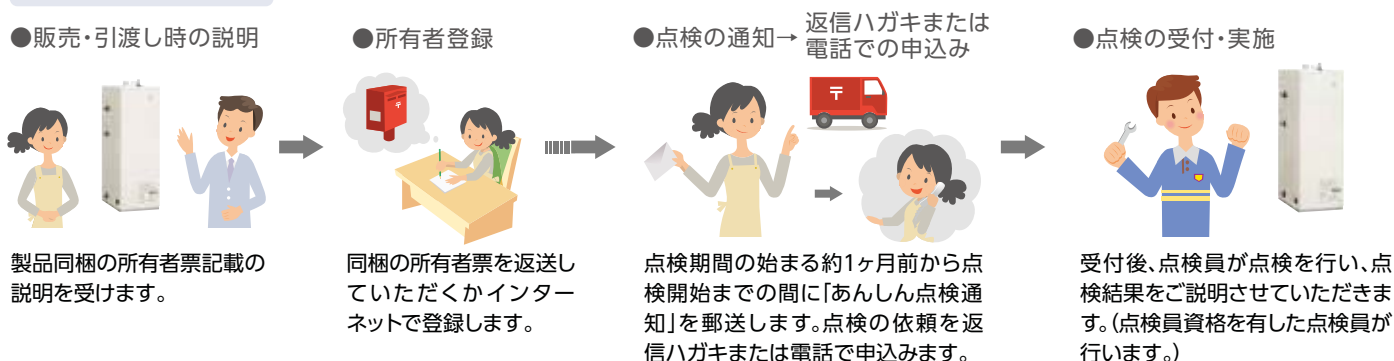 ●販売・引渡し時の説明
製品同梱の所有者票記載の
説明を受けます。
●所有者登録
〒
同梱の所有者票を返送し
ていただくかインター
ネットで登録します。
●点検の通知→ 返信ハガキまたは
電話での申込み
〒
点検期間の始まる約1ヶ月前から点
検開始までの間に「あんしん点検通
知」を郵送します。点検の依頼を返
信ハガキまたは電話で申込みます。
●点検の受付・実施
受付後、点検員が点検を行い、点
検結果をご説明させていただきま
す。(点検員資格を有した点検員が
行います。)